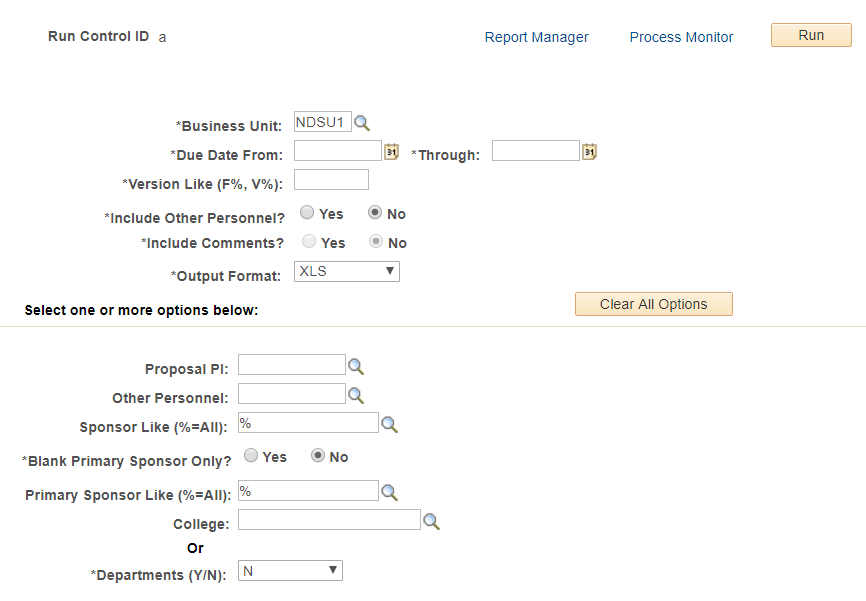 Run Control ID a Report Manager Process Monitor Run
*Business Unit: NDSU1
*Due Date From: 31 *Through: 31
*Version Like (F%, V%):
*Include Other Personnel? Yes No
*Include Comments? Yes No
*Output Format: XLS
Select one or more options below: Clear All Options
Proposal PI:
Other Personnel:
Sponsor Like (%=All): %
*Blank Primary Sponsor Only? Yes No
Primary Sponsor Like (%=All): %
College:
Or
*Departments (Y/N): N